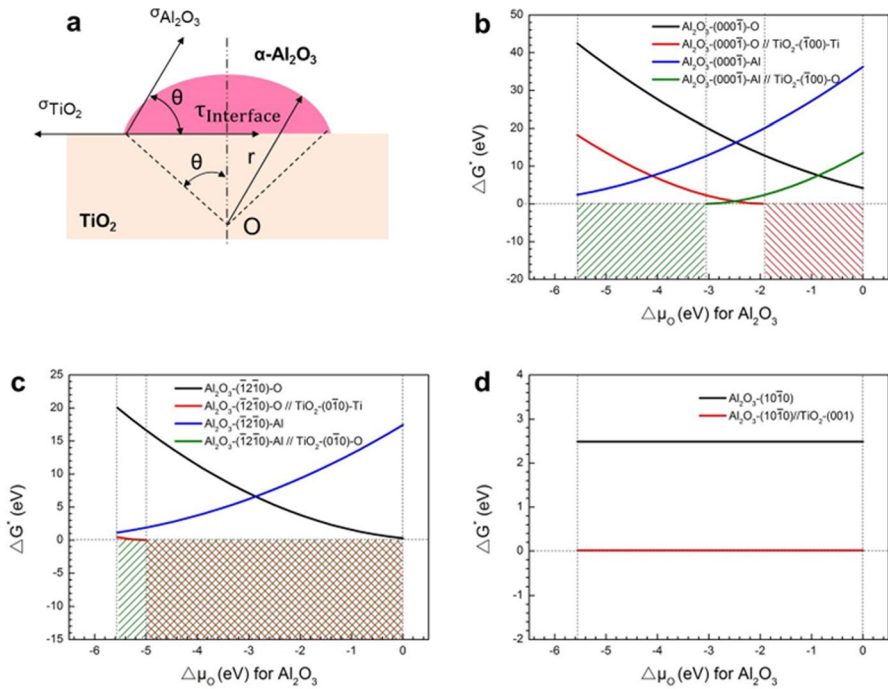 a
σAl₂O₃
α-Al₂O₃
σTiO₂
θ
τInterface
θ
r
TiO₂
O
b
Al₂O₃-(0001̄)-O
Al₂O₃-(0001̄)-O // TiO₂-(1̄00)-Ti
Al₂O₃-(0001̄)-Al
Al₂O₃-(0001̄)-Al // TiO₂-(1̄00)-O
50
40
30
20
10
0
-10
20
△G* (eV)
-6 -5 -4 -3 -2 -1 0
△μO (eV) for Al₂O₃
c
Al₂O₃-(1̄21̄0)-O
Al₂O₃-(1̄21̄0)-O // TiO₂-(01̄0)-Ti
Al₂O₃-(1̄21̄0)-Al
Al₂O₃-(1̄21̄0)-Al // TiO₂-(01̄0)-O
25
20
15
10
5
0
-5
-10
-15
△G* (eV)
-6 -5 -4 -3 -2 -1 0
△μO (eV) for Al₂O₃
d
Al₂O₃-(101̄0)
Al₂O₃-(101̄0)//TiO₂-(001)
4
3
2
1
0
-1
-2
△G* (eV)
-6 -5 -4 -3 -2 -1 0
△μO (eV) for Al₂O₃